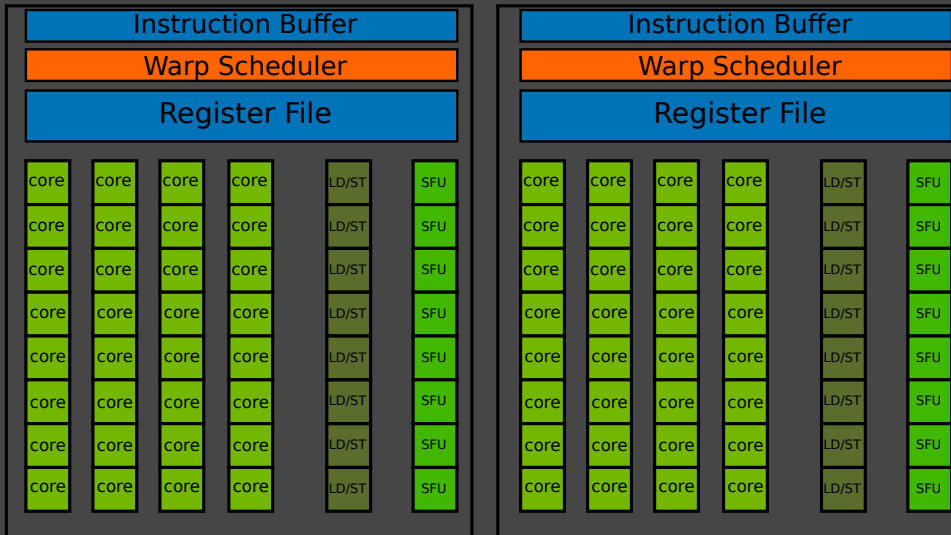 Instruction Buffer Instruction Buffer
Warp Scheduler Warp Scheduler
Register File Register File
core core core core LD/ST SFU core core core core LD/ST SFU
core core core core LD/ST SFU core core core core LD/ST SFU
core core core core LD/ST SFU core core core core LD/ST SFU
core core core core LD/ST SFU core core core core LD/ST SFU
core core core core LD/ST SFU core core core core LD/ST SFU
core core core core LD/ST SFU core core core core LD/ST SFU
core core core core LD/ST SFU core core core core LD/ST SFU
core core core core LD/ST SFU core core core core LD/ST SFU